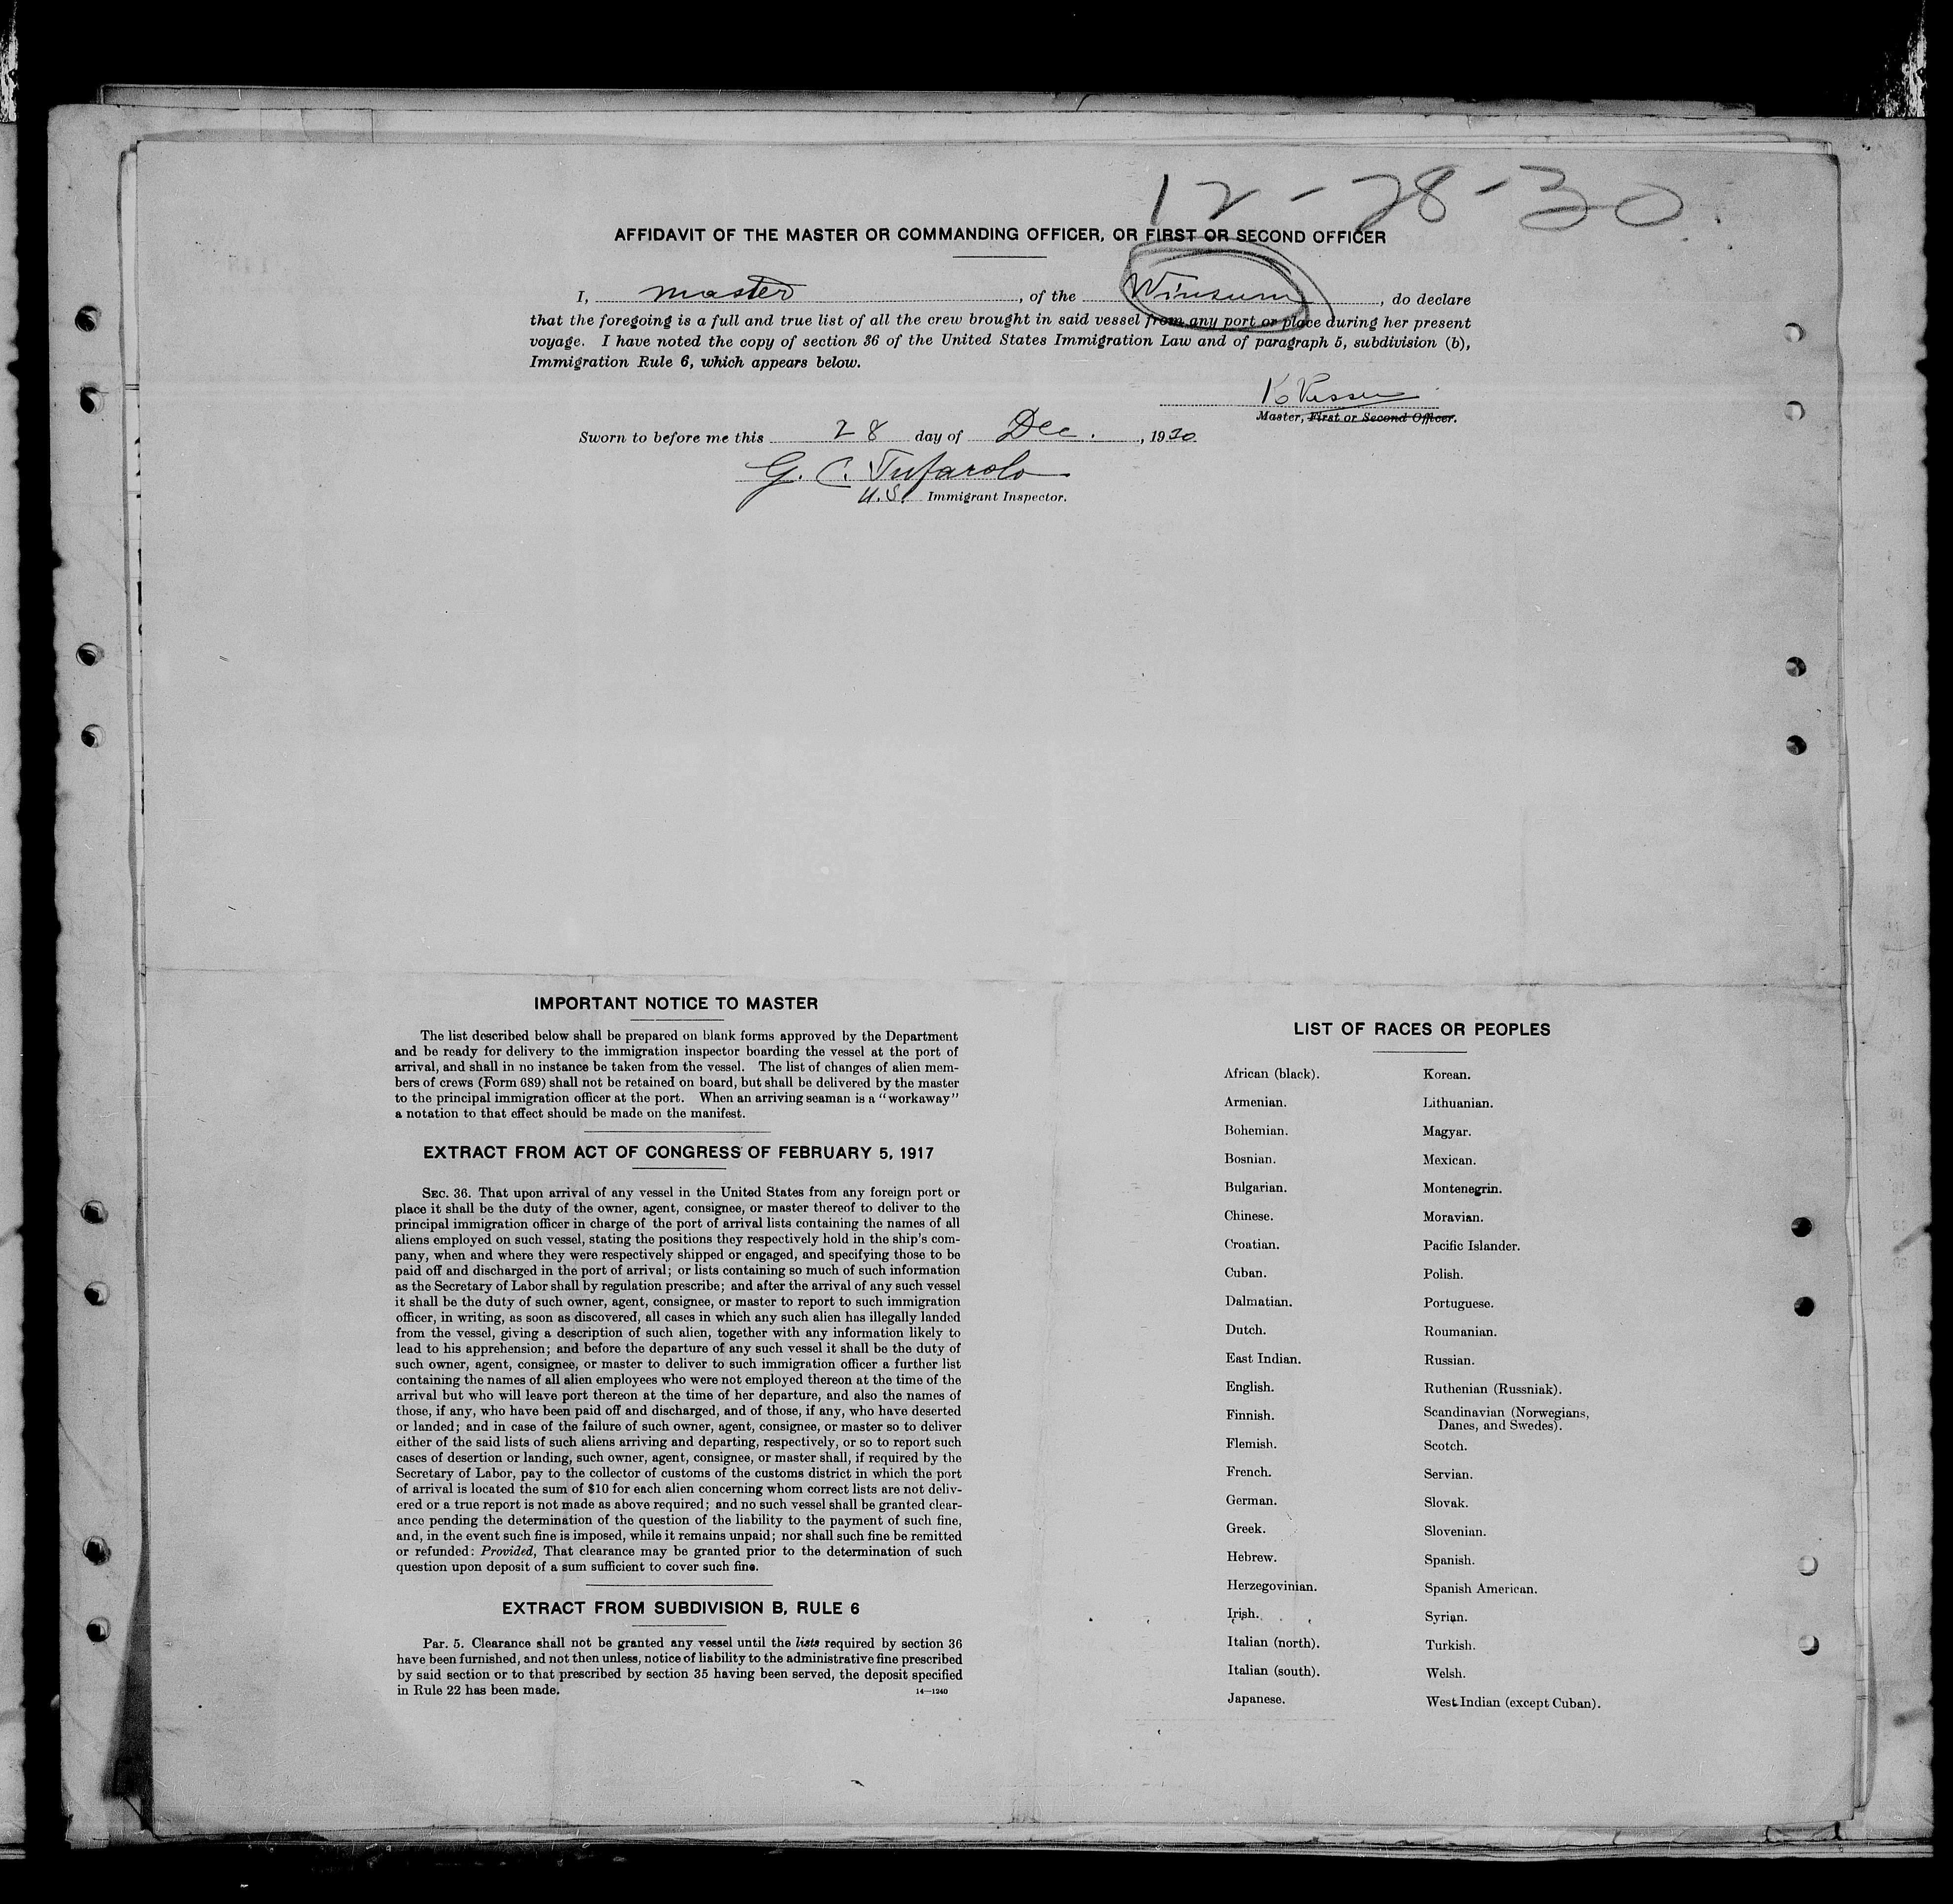 12-28-30
AFFIDAVIT OF THE MASTER OR COMMANDING OFFICER, OR FIRST OR SECOND OFFICER
I, master, of the Winsum, do declare
that the foregoing is a full and true list of all the crew brought in said vessel from any port or place during her present
voyage. I have noted the copy of section 36 of the United States Immigration Law and of paragraph 5, subdivision (b),
Immigration Rule 6, which appears below.
Master, First or Second Officer.
Sworn to before me this 28 day of Dec., 1930
G. C. Tufarolo
U.S. Immigrant Inspector.
IMPORTANT NOTICE TO MASTER
The list described below shall be prepared on blank forms approved by the Department
and be ready for delivery to the immigration inspector boarding the vessel at the port of
arrival, and shall in no instance be taken from the vessel. The list of changes of alien mem-
bers of crews (Form 689) shall not be retained on board, but shall be delivered by the master
to the principal immigration officer at the port. When an arriving seaman is a "workaway"
a notation to that effect should be made on the manifest.
EXTRACT FROM ACT OF CONGRESS OF FEBRUARY 5, 1917
SEC. 36. That upon arrival of any vessel in the United States from any foreign port or
place it shall be the duty of the owner, agent, consignee, or master thereof to deliver to the
principal immigration officer in charge of the port of arrival lists containing the names of all
aliens employed on such vessel, stating the positions they respectively hold in the ship's com-
pany, when and where they were respectively shipped or engaged, and specifying those to be
paid off and discharged in the port of arrival; or lists containing so much of such information
as the Secretary of Labor shall by regulation prescribe; and after the arrival of any such vessel
it shall be the duty of such owner, agent, consignee, or master to report to such immigration
officer, in writing, as soon as discovered, all cases in which any such alien has illegally landed
from the vessel, giving a description of such alien, together with any information likely to
lead to his apprehension; and before the departure of any such vessel it shall be the duty of
such owner, agent, consignee, or master to deliver to such immigration officer a further list
containing the names of all alien employees who were not employed thereon at the time of the
arrival but who will leave port thereon at the time of her departure, and also the names of
those, if any, who have been paid off and discharged, and of those, if any, who have deserted
or landed; and in case of the failure of such owner, agent, consignee, or master so to deliver
either of the said lists of such aliens arriving and departing, respectively, or so to report such
cases of desertion or landing, such owner, agent, consignee, or master shall, if required by the
Secretary of Labor, pay to the collector of customs of the customs district in which the port
of arrival is located the sum of $10 for each alien concerning whom correct lists are not deliv-
ered or a true report is not made as above required; and no such vessel shall be granted clear-
ance pending the determination of the question of the liability to the payment of such fine,
and, in the event such fine is imposed, while it remains unpaid; nor shall such fine be remitted
or refunded: Provided, That clearance may be granted prior to the determination of such
question upon deposit of a sum sufficient to cover such fine.
EXTRACT FROM SUBDIVISION B, RULE 6
Par. 5. Clearance shall not be granted any vessel until the lists required by section 36
have been furnished, and not then unless, notice of liability to the administrative fine prescribed
by said section or to that prescribed by section 35 having been served, the deposit specified
in Rule 22 has been made.
14—1240
LIST OF RACES OR PEOPLES
African (black).
Armenian.
Bohemian.
Bosnian.
Bulgarian.
Chinese.
Croatian.
Cuban.
Dalmatian.
Dutch.
East Indian.
English.
Finnish.
Flemish.
French.
German.
Greek.
Hebrew.
Herzegovinian.
Irish.
Italian (north).
Italian (south).
Japanese.
Korean.
Lithuanian.
Magyar.
Mexican.
Montenegrin.
Moravian.
Pacific Islander.
Polish.
Portuguese.
Roumanian.
Russian.
Ruthenian (Russniak).
Scandinavian (Norwegians,
Danes, and Swedes).
Scotch.
Servian.
Slovak.
Slovenian.
Spanish.
Spanish American.
Syrian.
Turkish.
Welsh.
West Indian (except Cuban).